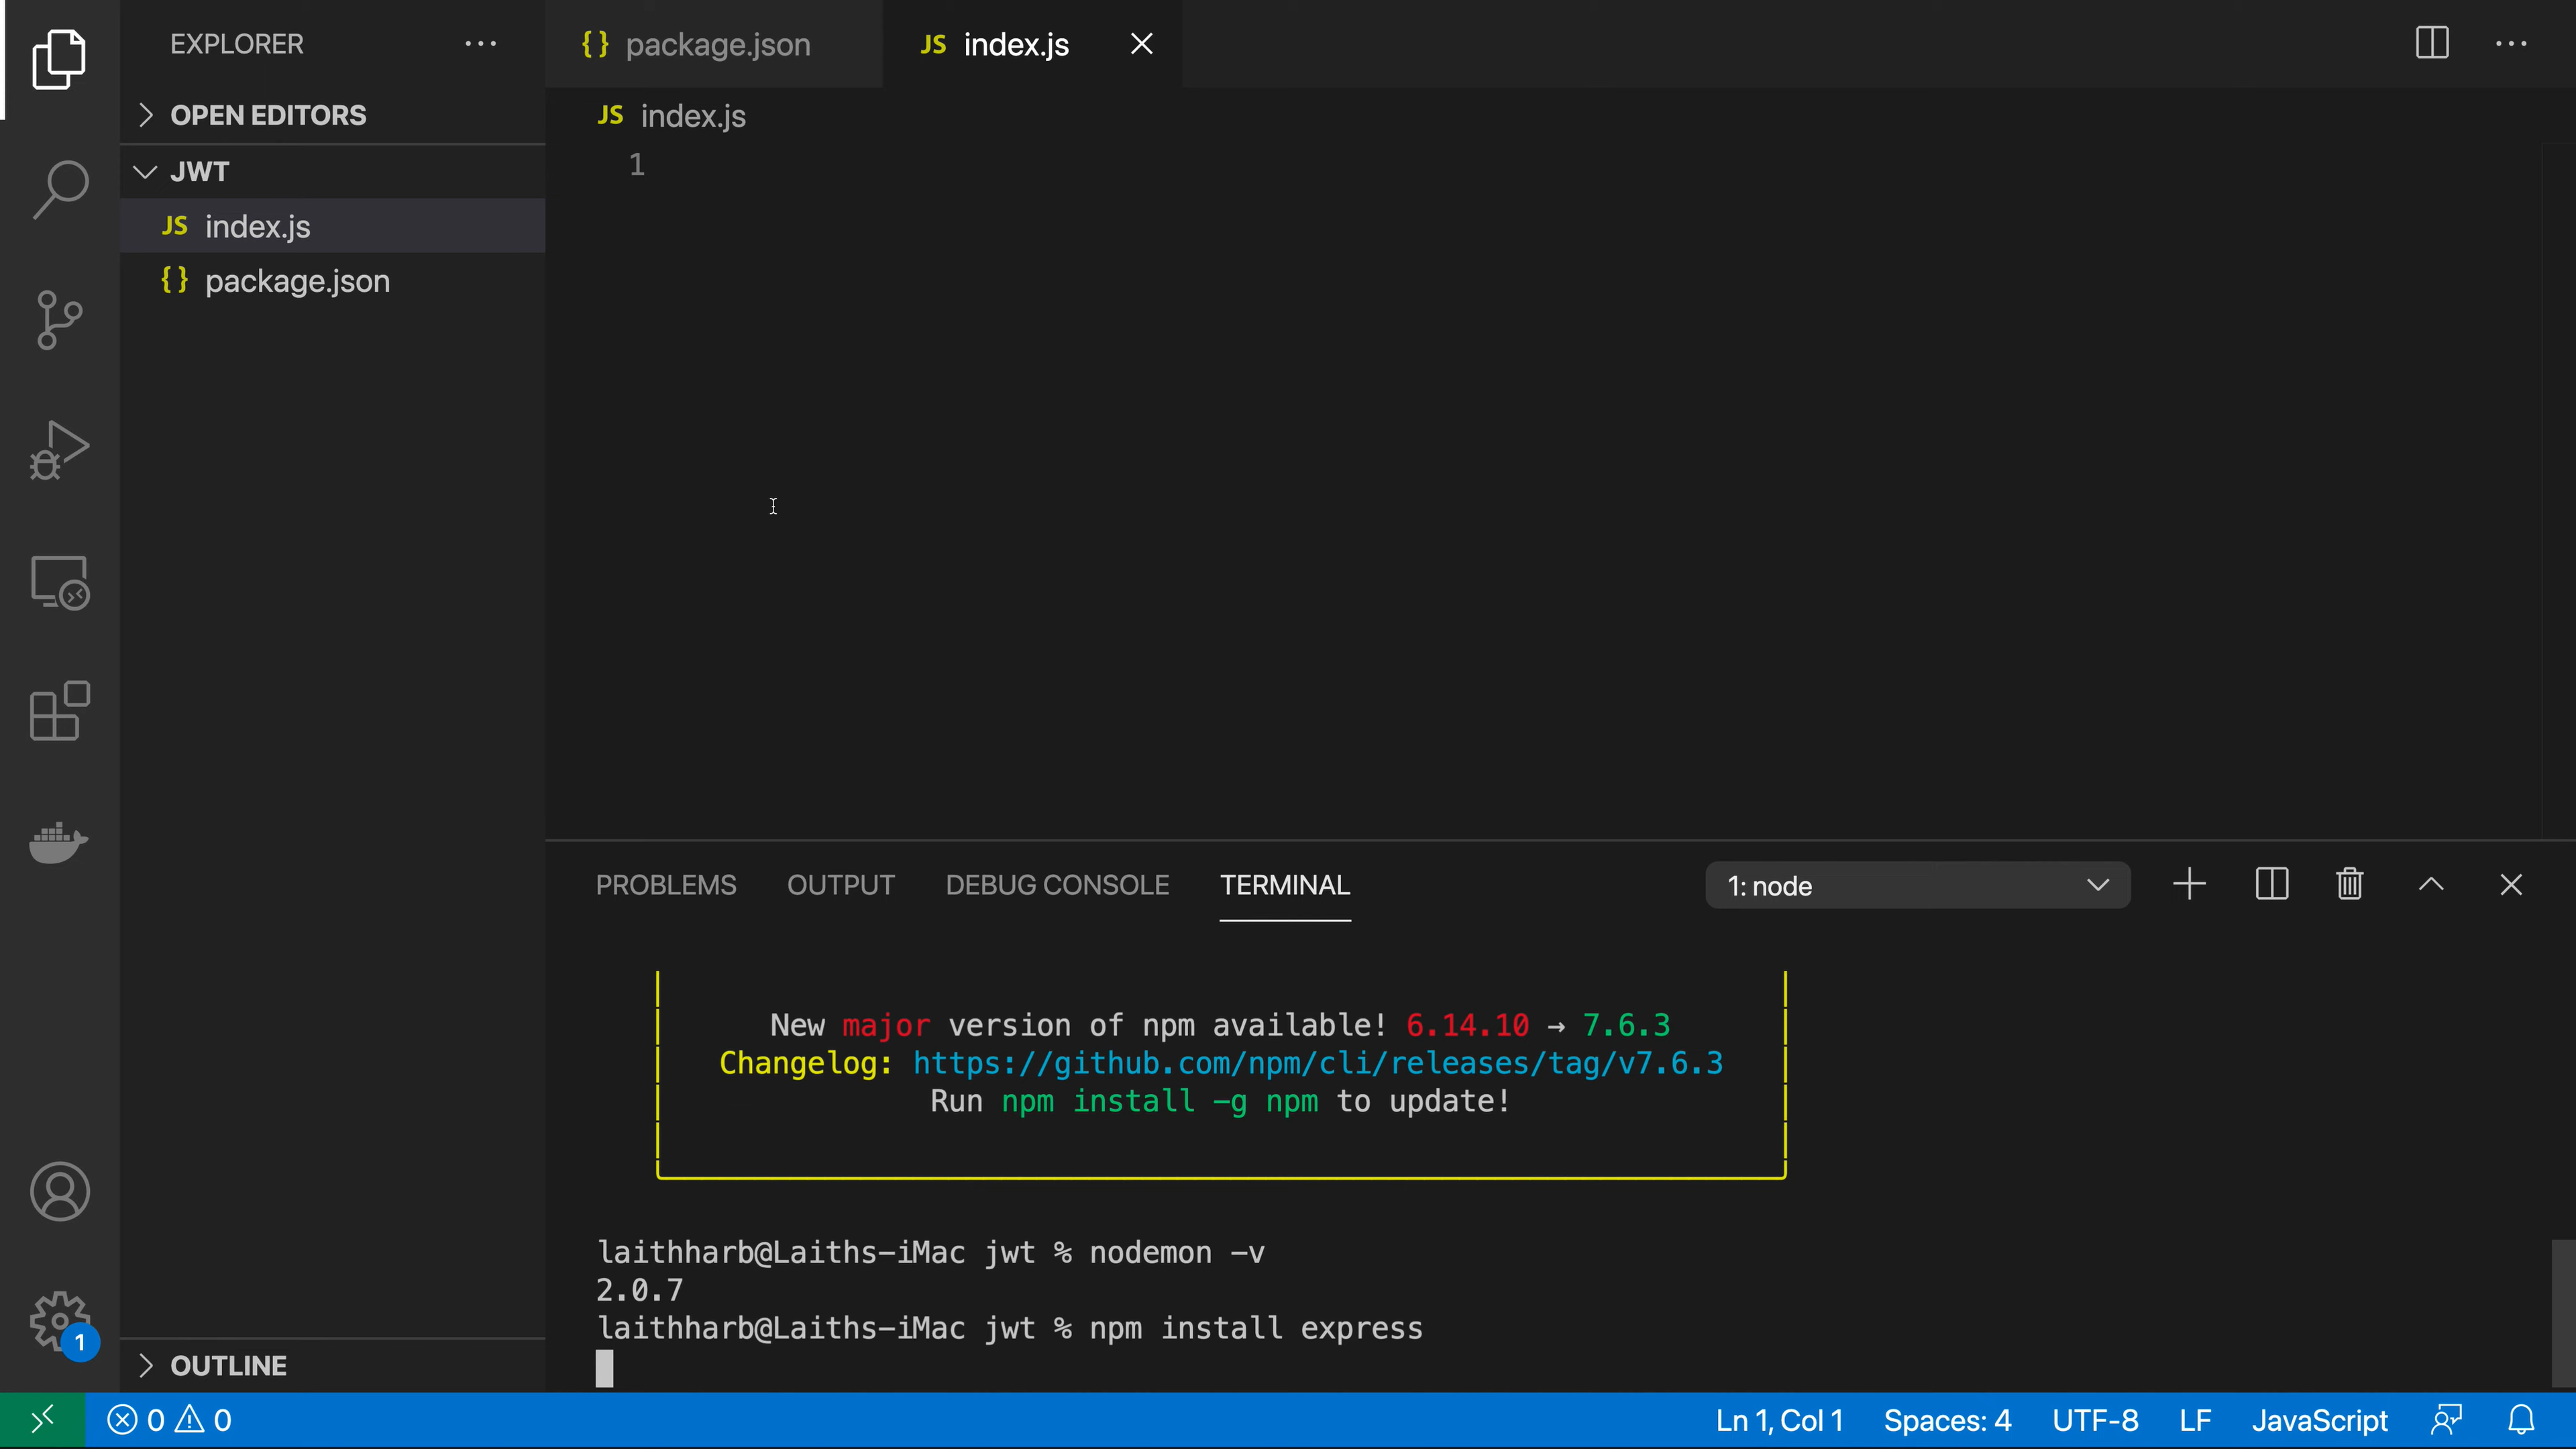 EXPLORER
OPEN EDITORS
JWT
JS index.js
{} package.json
1
OUTLINE
{} package.json
JS index.js
JS index.js
1
PROBLEMS OUTPUT DEBUG CONSOLE TERMINAL 1: node
New major version of npm available! 6.14.10 → 7.6.3
Changelog: https://github.com/npm/cli/releases/tag/v7.6.3
Run npm install -g npm to update!
laithharb@Laiths-iMac jwt % nodemon -v
2.0.7
laithharb@Laiths-iMac jwt % npm install express
0 0 Ln 1, Col 1 Spaces: 4 UTF-8 LF JavaScript